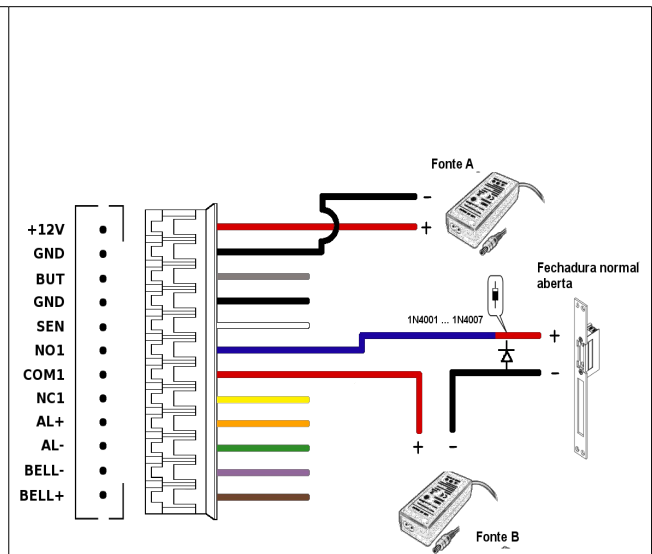 Fonte A
-
+
+12V
GND
BUT
GND
SEN
NO1
COM1
NC1
AL+
AL-
BELL-
BELL+
Fechadura normal
aberta
1N4001 ... 1N4007
+
-
+ -
Fonte B